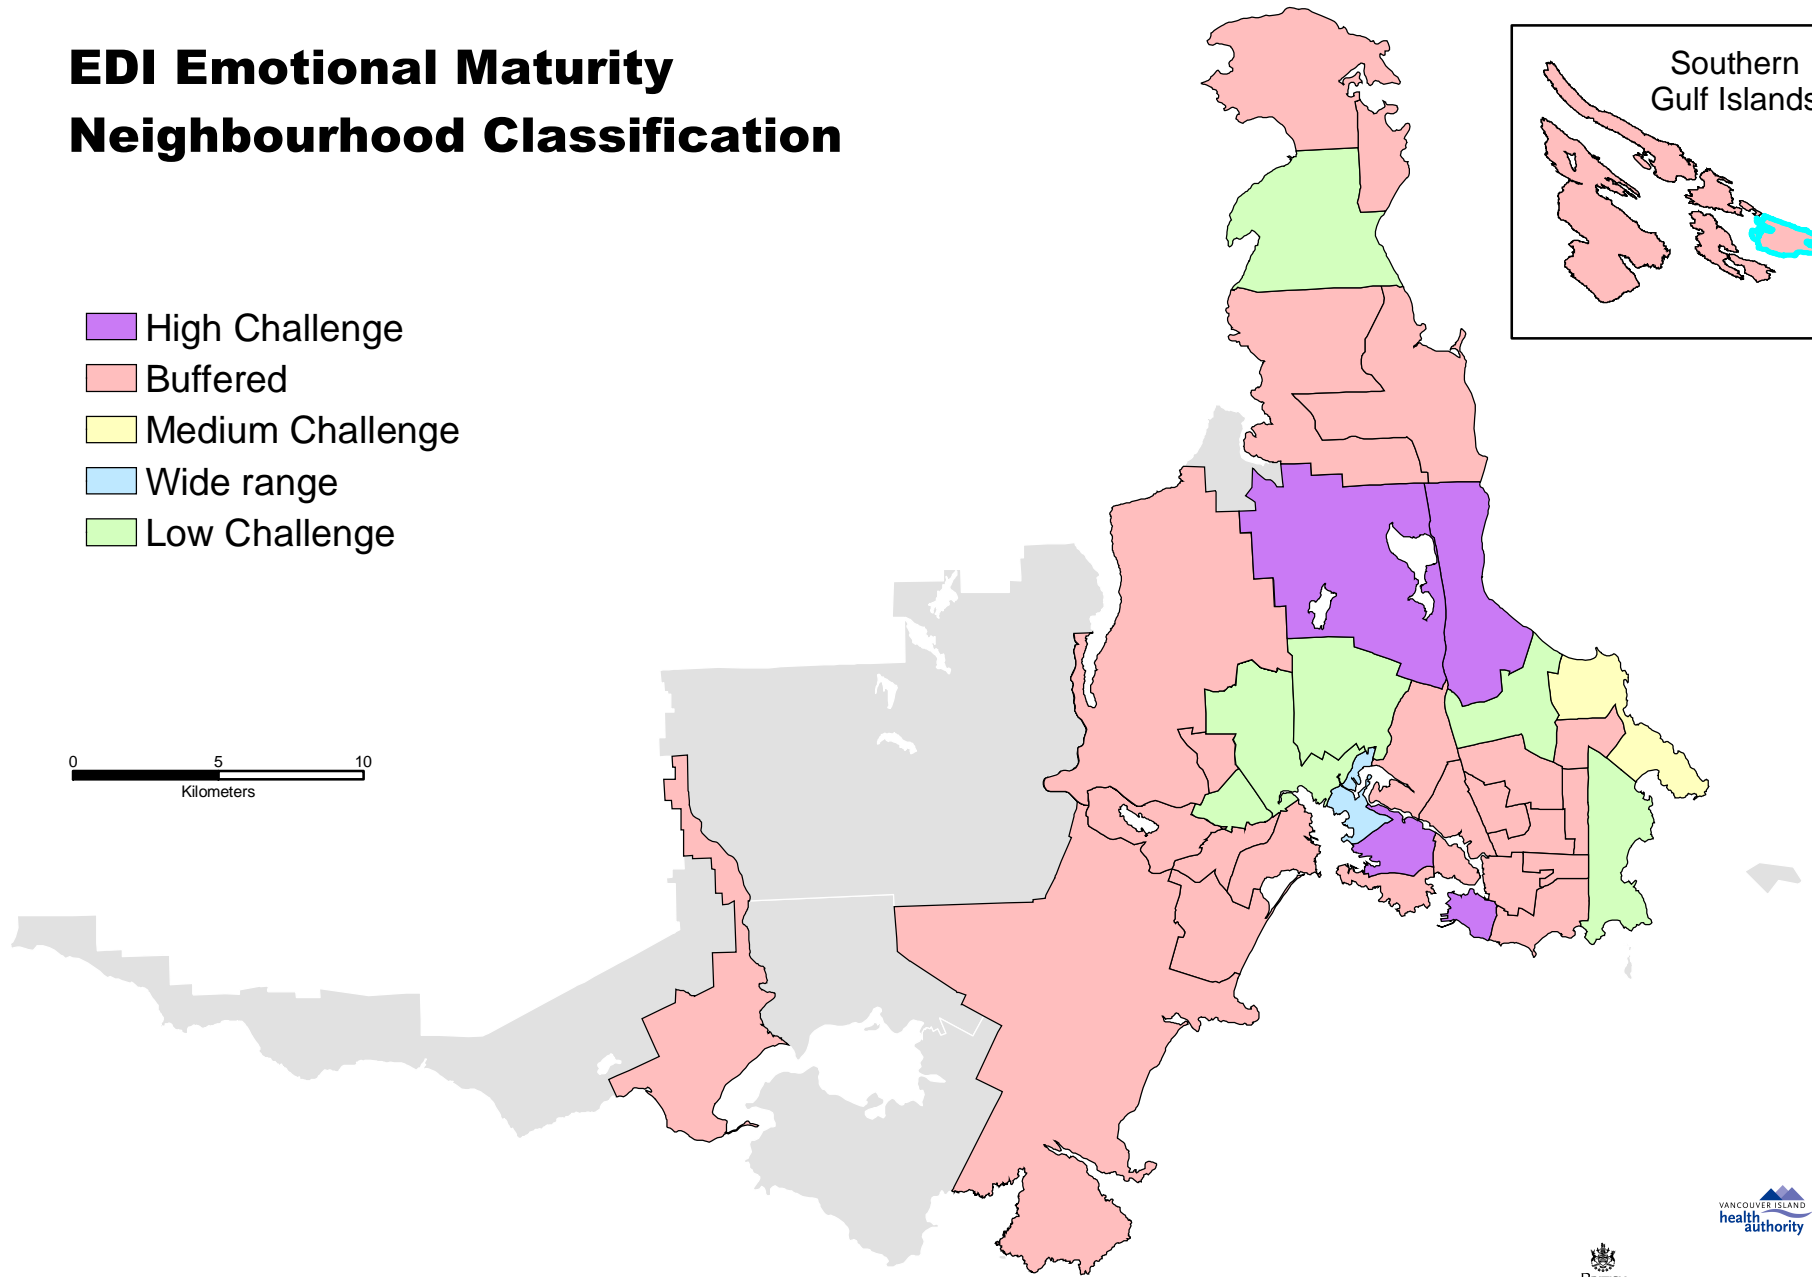 EDI Emotional Maturity
Neighbourhood Classification
Southern
Gulf Islands
High Challenge
Buffered
Medium Challenge
Wide range
Low Challenge
0 5 10
Kilometers
VANCOUVER ISLAND
health
authority